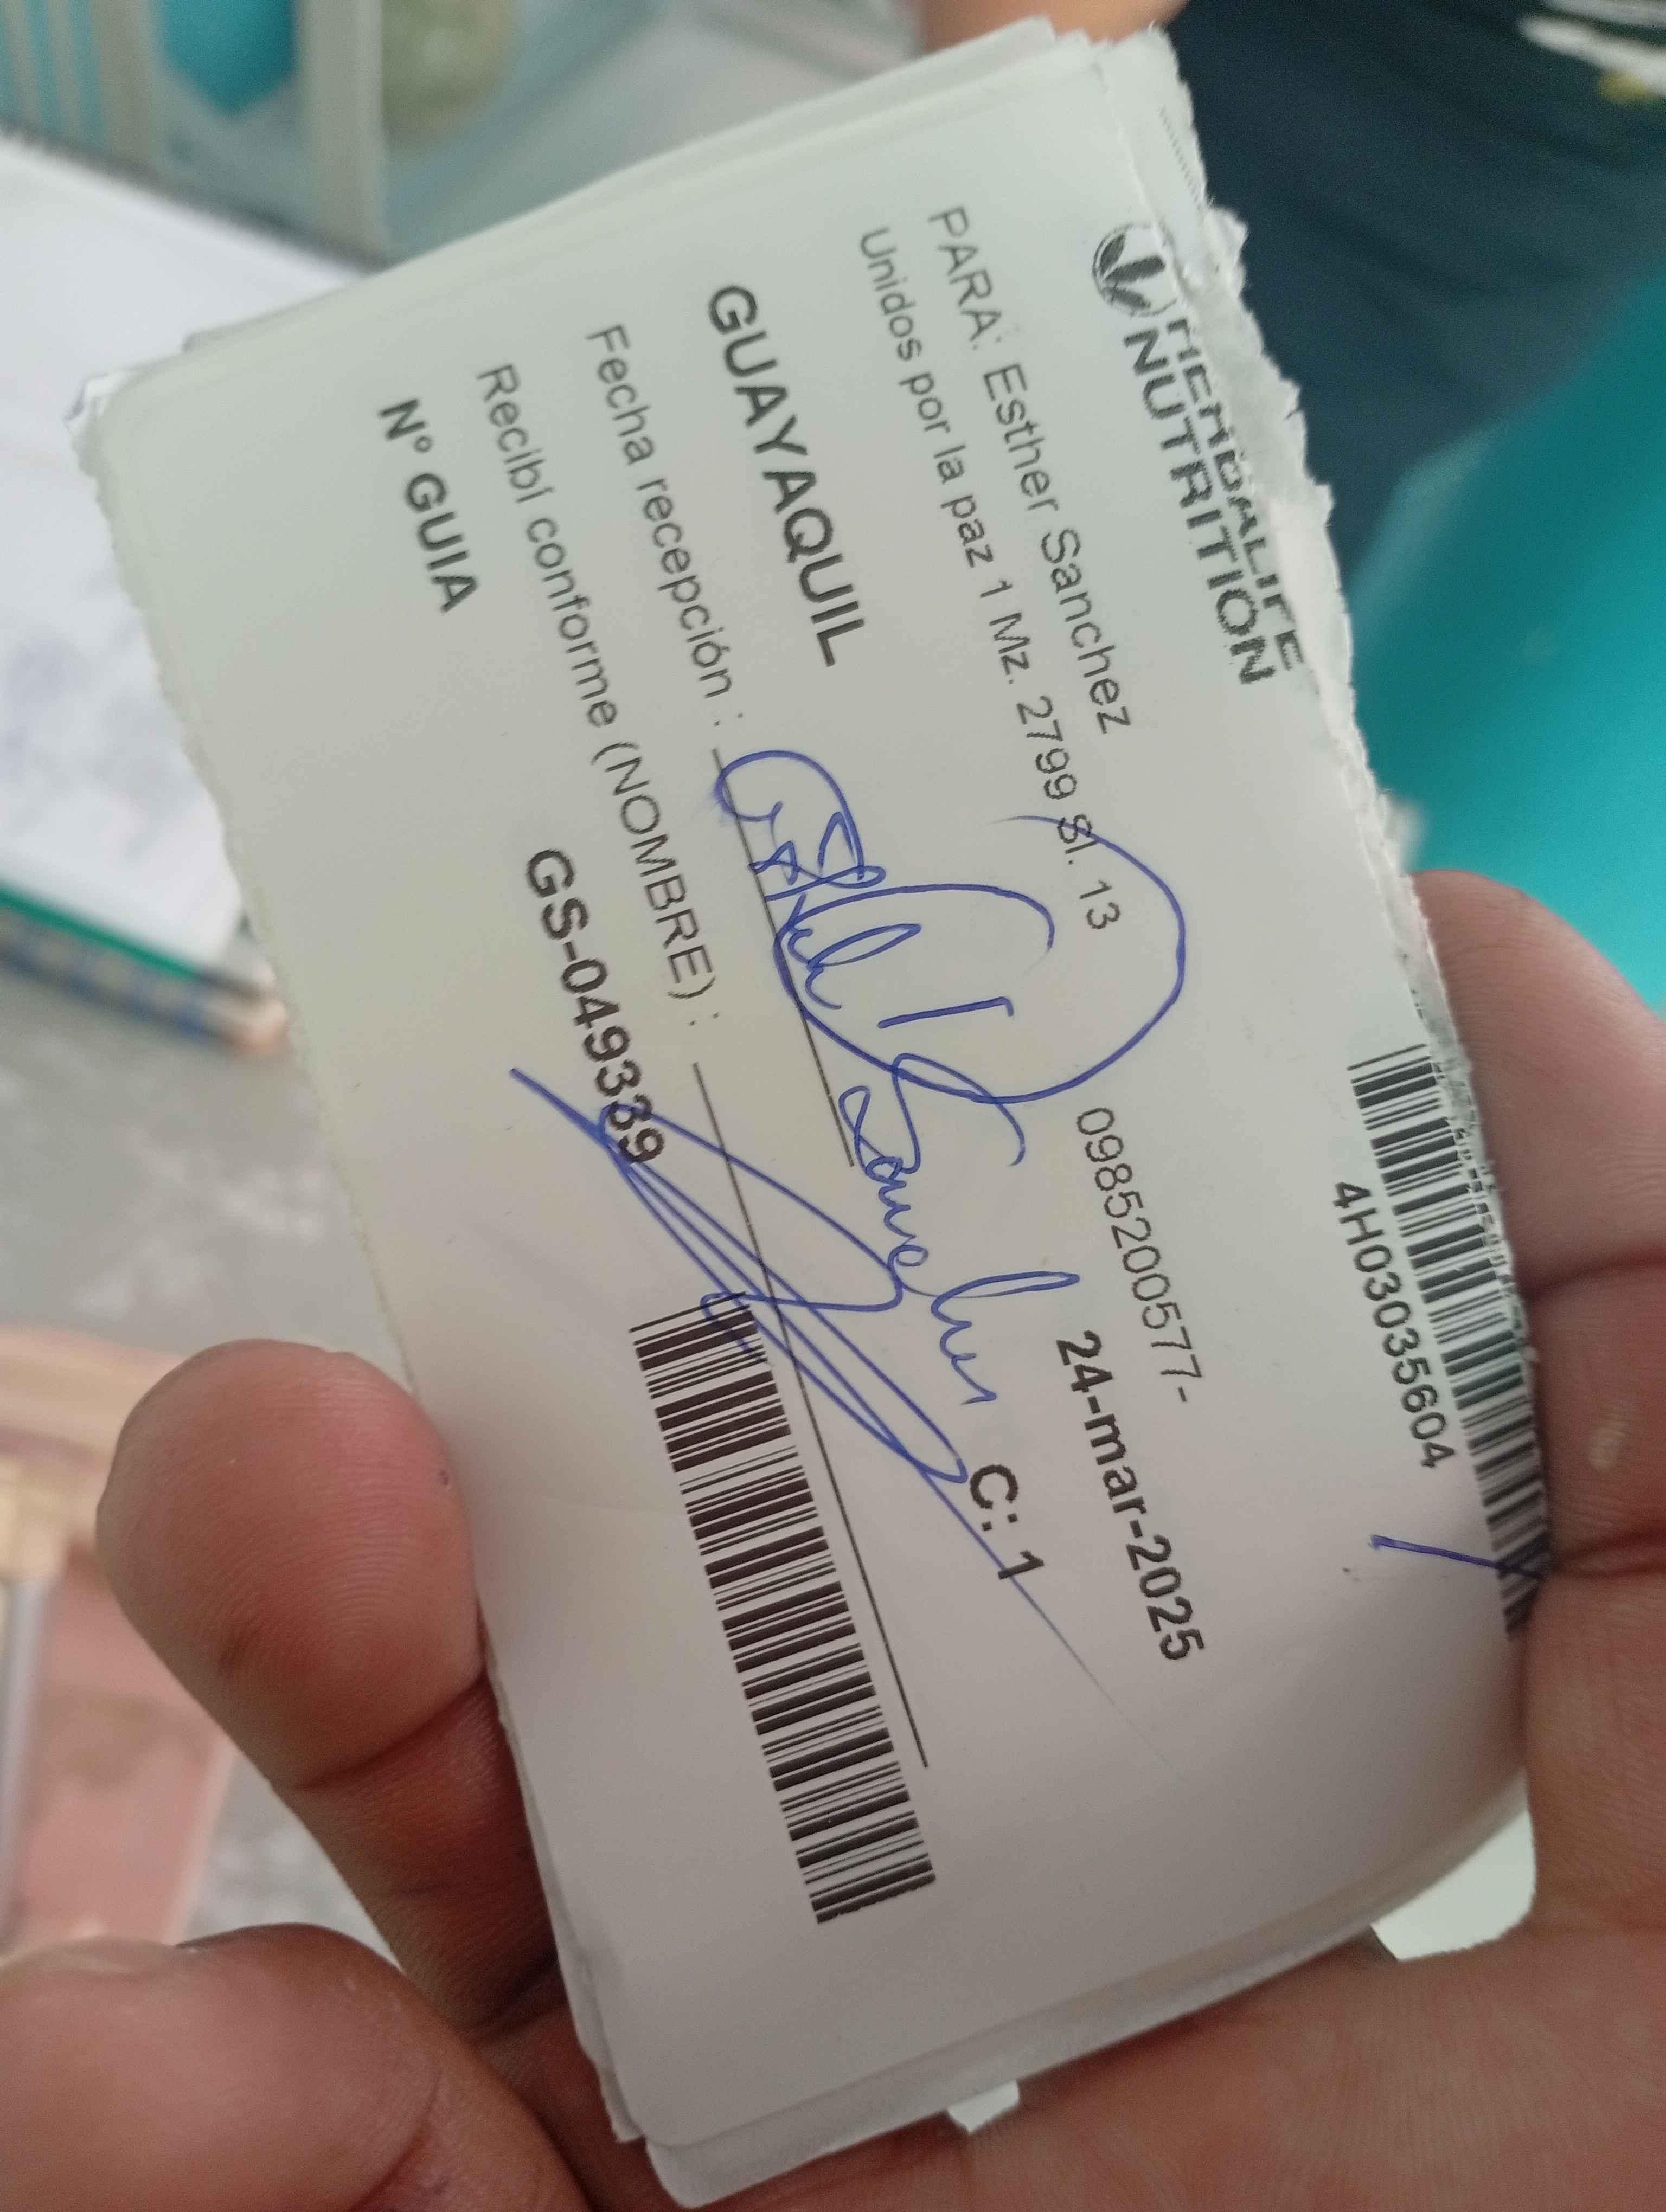 HERBALIFE
NUTRITION
4H03035604
PARA: Esther Sanchez
Unidos por la paz 1 Mz. 2799 Sl. 13
0985200577-
GUAYAQUIL
24-mar-2025
Fecha recepción :
C: 1
Sanchez
Recibí conforme (NOMBRE) :
Nº GUIA
GS-049339